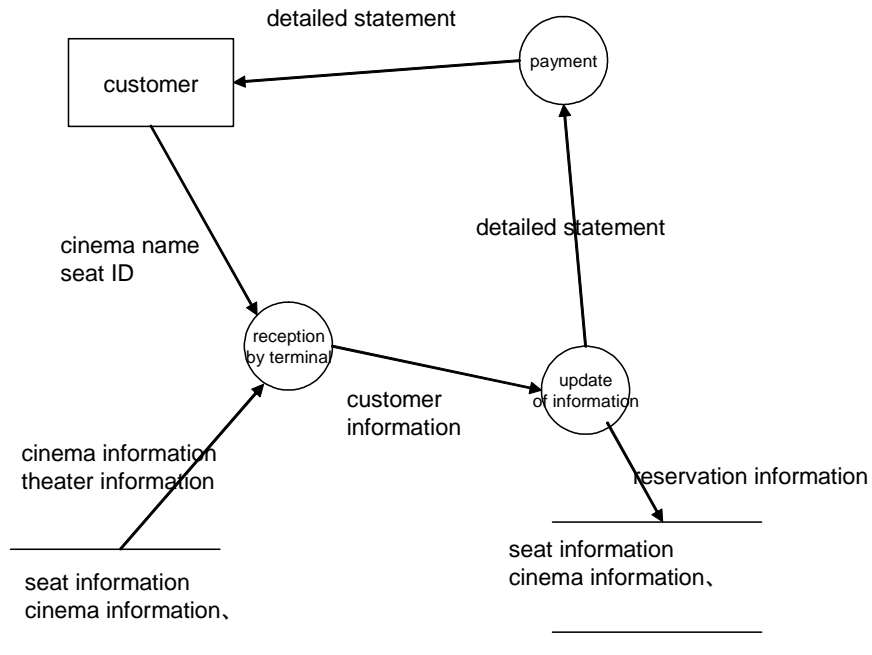 detailed statement
payment
customer
detailed statement
cinema name
seat ID
reception
by terminal
update
of information
customer
information
cinema information
theater information
reservation information
seat information
cinema information、
seat information
cinema information、